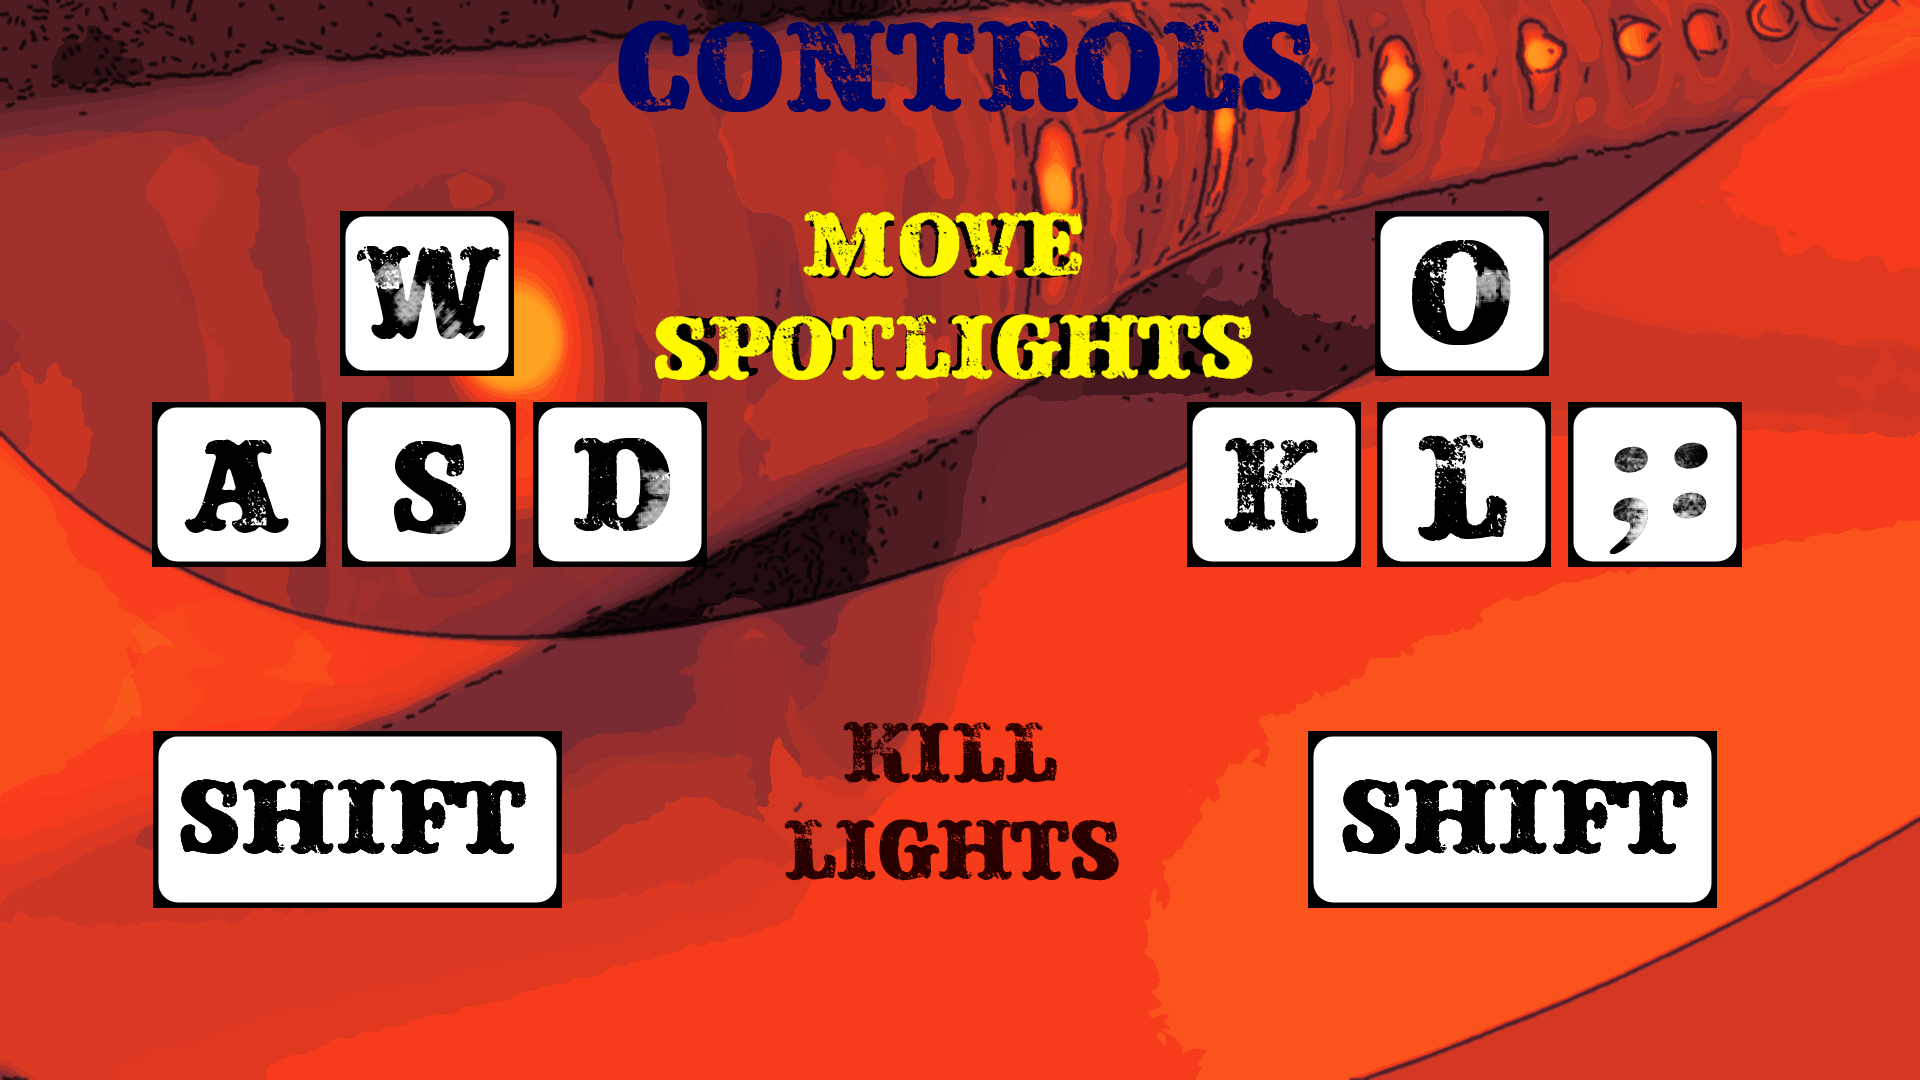 CONTROLS
W MOVE O
SPOTLIGHTS
A S D K L ;:
KILL
SHIFT LIGHTS SHIFT